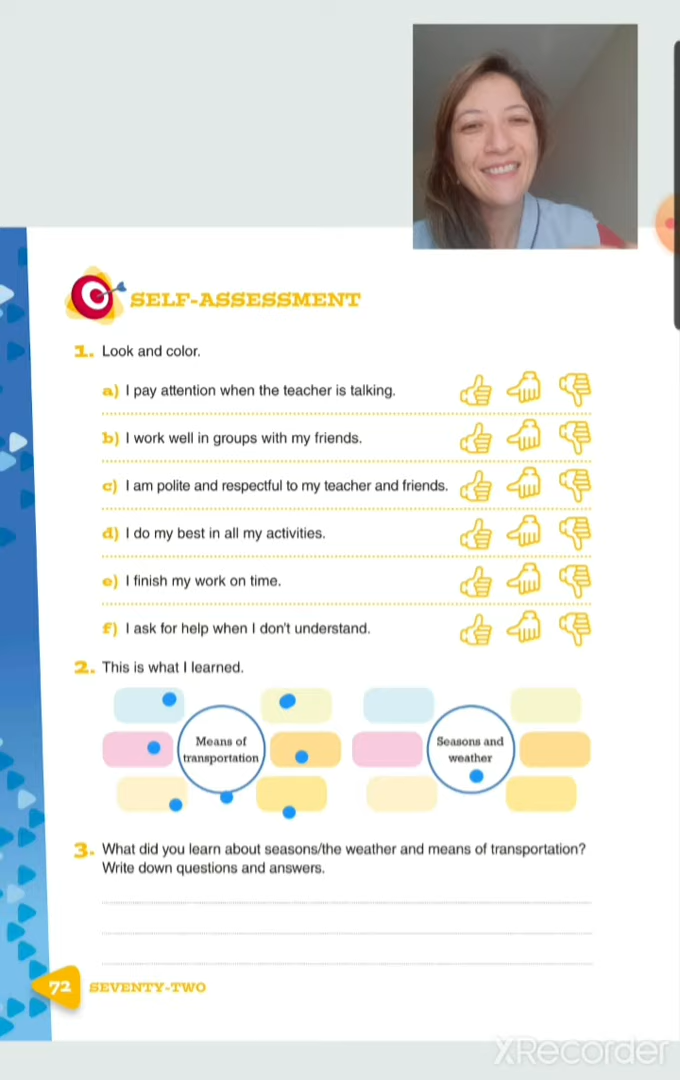 SELF-ASSESSMENT
1. Look and color.
a) I pay attention when the teacher is talking.
b) I work well in groups with my friends.
c) I am polite and respectful to my teacher and friends.
d) I do my best in all my activities.
e) I finish my work on time.
f) I ask for help when I don't understand.
2. This is what I learned.
Means of
transportation
Seasons and
weather
3. What did you learn about seasons/the weather and means of transportation?
Write down questions and answers.
72 SEVENTY-TWO
XRecorder